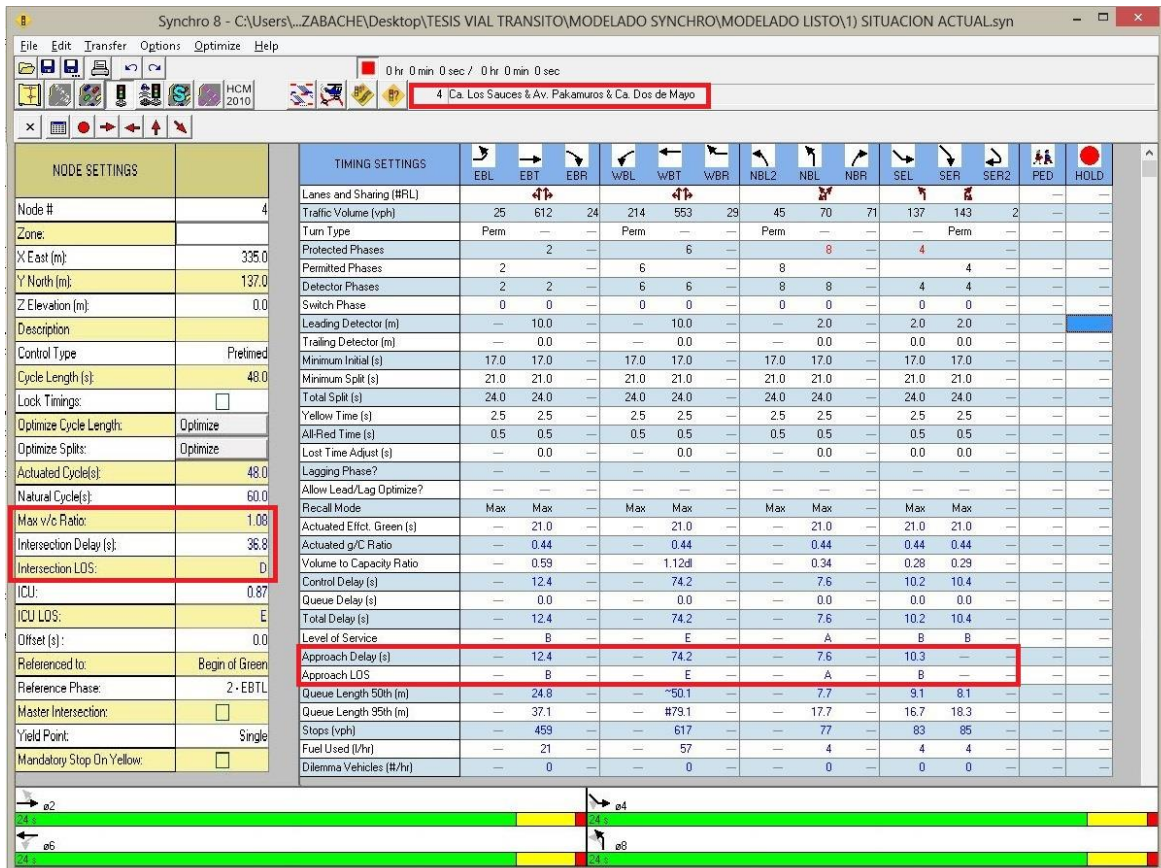 Synchro 8 - C:\Users\...ZABACHE\Desktop\TESIS VIAL TRANSITO\MODELADO SYNCHRO\MODELADO LISTO\1) SITUACION ACTUAL.syn
File Edit Transfer Options Optimize Help
0 hr 0 min 0 sec / 0 hr 0 min 0 sec
HCM 2010
4 Ca. Los Sauces & Av. Pakamuros & Ca. Dos de Mayo
NODE SETTINGS
Node # 4
Zone:
X East (m): 335.0
Y North (m): 137.0
Z Elevation (m): 0.0
Description
Control Type Pretimed
Cycle Length (s): 48.0
Lock Timings:
Optimize Cycle Length: Optimize
Optimize Splits: Optimize
Actuated Cycle(s): 48.0
Natural Cycle(s): 60.0
Max v/c Ratio: 1.08
Intersection Delay (s): 36.8
Intersection LOS: D
ICU: 0.87
ICU LOS: E
Offset (s) : 0.0
Referenced to: Begin of Green
Reference Phase: 2 - EBTL
Master Intersection:
Yield Point: Single
Mandatory Stop On Yellow:
TIMING SETTINGS EBL EBT EBR WBL WBT WBR NBL2 NBL NBR SEL SER SER2 PED HOLD
Lanes and Sharing (#RL) — —
Traffic Volume (vph) 25 612 24 214 553 29 45 70 71 137 143 2 — —
Turn Type Perm — — Perm — — Perm — — — Perm — — —
Protected Phases 2 — 6 — 8 — 4 — — —
Permitted Phases 2 — 6 — 8 — 4 — — —
Detector Phases 2 2 — 6 6 — 8 8 — 4 4 — — —
Switch Phase 0 0 — 0 0 — 0 0 — 0 0 — — —
Leading Detector (m) — 10.0 — — 10.0 — — 2.0 — 2.0 2.0 — —
Trailing Detector (m) — 0.0 — — 0.0 — — 0.0 — 0.0 0.0 — — —
Minimum Initial (s) 17.0 17.0 — 17.0 17.0 — 17.0 17.0 — 17.0 17.0 — — —
Minimum Split (s) 21.0 21.0 — 21.0 21.0 — 21.0 21.0 — 21.0 21.0 — — —
Total Split (s) 24.0 24.0 — 24.0 24.0 — 24.0 24.0 — 24.0 24.0 — — —
Yellow Time (s) 2.5 2.5 — 2.5 2.5 — 2.5 2.5 — 2.5 2.5 — — —
All-Red Time (s) 0.5 0.5 — 0.5 0.5 — 0.5 0.5 — 0.5 0.5 — — —
Lost Time Adjust (s) — 0.0 — — 0.0 — — 0.0 — 0.0 0.0 — — —
Lagging Phase? — — — — — — — — — — — — — —
Allow Lead/Lag Optimize? — — — — — — — — — — — — — —
Recall Mode Max Max — Max Max — Max Max — Max Max — — —
Actuated Effct. Green (s) — 21.0 — — 21.0 — — 21.0 — 21.0 21.0 — — —
Actuated g/C Ratio — 0.44 — — 0.44 — — 0.44 — 0.44 0.44 — — —
Volume to Capacity Ratio — 0.59 — — 1.12dl — — 0.34 — 0.28 0.29 — — —
Control Delay (s) — 12.4 — — 74.2 — — 7.6 — 10.2 10.4 — — —
Queue Delay (s) — 0.0 — — 0.0 — — 0.0 — 0.0 0.0 — — —
Total Delay (s) — 12.4 — — 74.2 — — 7.6 — 10.2 10.4 — — —
Level of Service — B — — E — — A — B B — — —
Approach Delay (s) — 12.4 — — 74.2 — — 7.6 — 10.3 — — — —
Approach LOS — B — — E — — A — B — — — —
Queue Length 50th (m) — 24.8 — — ~50.1 — — 7.7 — 9.1 8.1 — — —
Queue Length 95th (m) — 37.1 — — #79.1 — — 17.7 — 16.7 18.3 — — —
Stops (vph) — 459 — — 617 — — 77 — 83 85 — — —
Fuel Used (l/hr) — 21 — — 57 — — 4 — 4 4 — — —
Dilemma Vehicles (#/hr) — 0 — — 0 — — 0 — 0 0 — — —
ø2 ø4
24 s 24 s
ø6 ø8
24 s 24 s